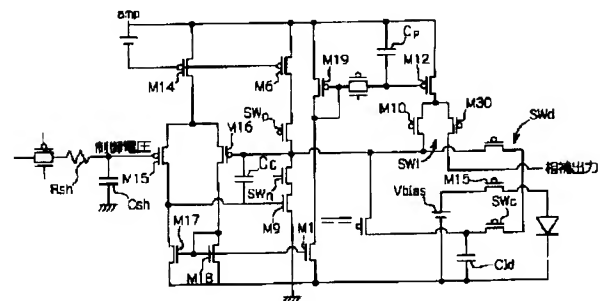 amp
M14
M6
M19
Cp
M12
M10
M30
SWp
M16
SWd
制御電圧
Rsh
Csh
M15
Cc
SWn
M9
M17
M18
M1
SWi
相補出力
Vbias
M15
SWc
Cld